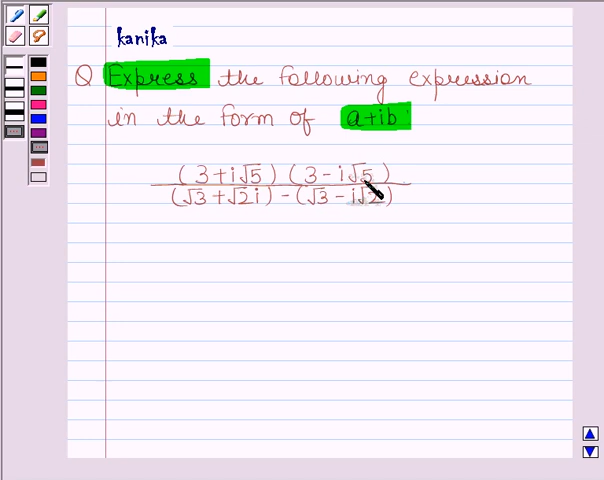 kanika
Q Express the following expression
in the form of a+ib
(3+i√5) (3-i√5)
(√3+√2i) - (√3-i√2)